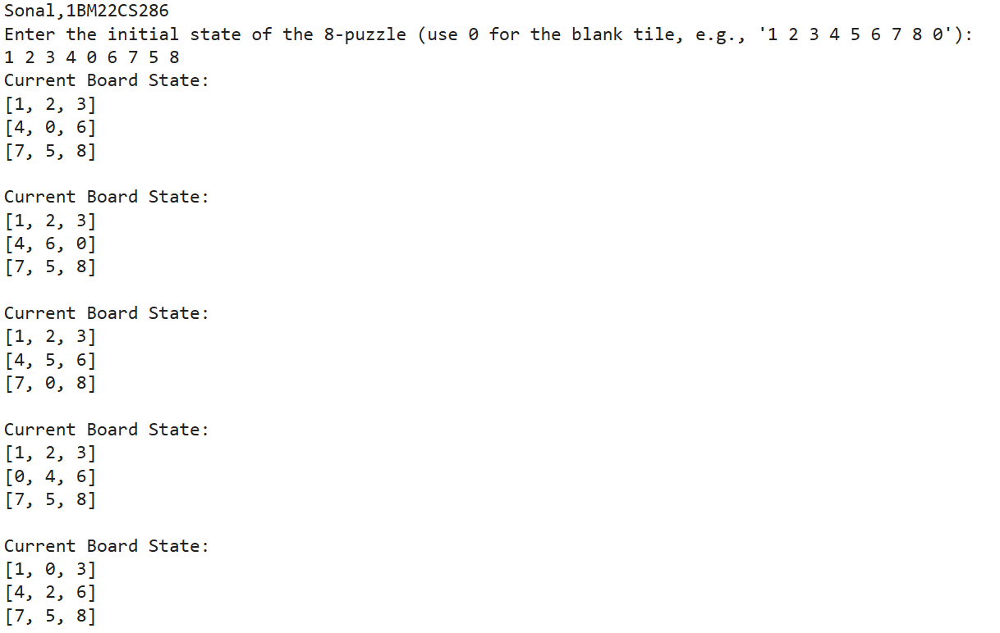 Sonal,1BM22CS286
Enter the initial state of the 8-puzzle (use 0 for the blank tile, e.g., '1 2 3 4 5 6 7 8 0'):
1 2 3 4 0 6 7 5 8
Current Board State:
[1, 2, 3]
[4, 0, 6]
[7, 5, 8]

Current Board State:
[1, 2, 3]
[4, 6, 0]
[7, 5, 8]

Current Board State:
[1, 2, 3]
[4, 5, 6]
[7, 0, 8]

Current Board State:
[1, 2, 3]
[0, 4, 6]
[7, 5, 8]

Current Board State:
[1, 0, 3]
[4, 2, 6]
[7, 5, 8]